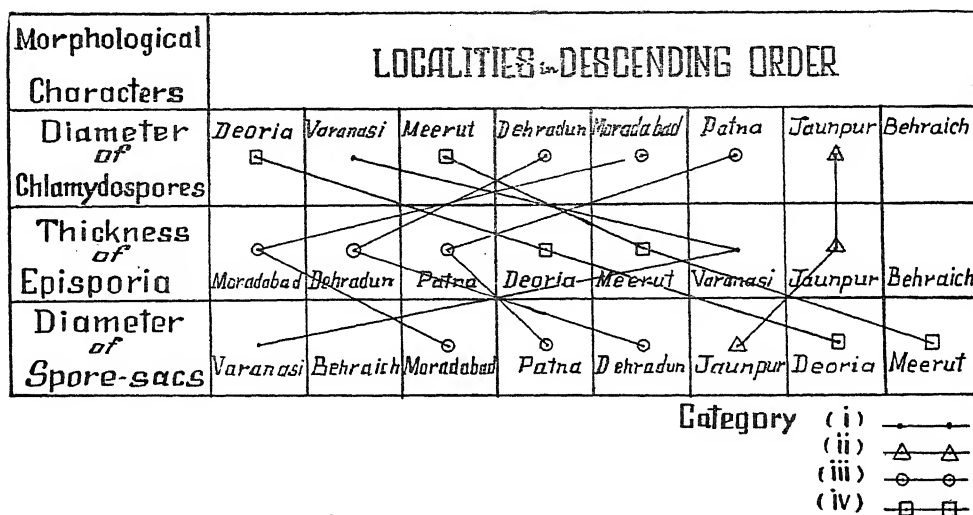 Morphological
Characters
LOCALITIES in DESCENDING ORDER
Diameter
of
Chlamydospores
Deoria Varanasi Meerut Dehradun Moradabad Patna Jaunpur Behraich
Thickness
of
Episporia
Moradabad Dehradun Patna Deoria Meerut Varanasi Jaunpur Behraich
Diameter
of
Spore-sacs
Varanasi Behraich Moradabad Patna Dehradun Jaunpur Deoria Meerut
Category (i)
(ii)
(iii)
(iv)